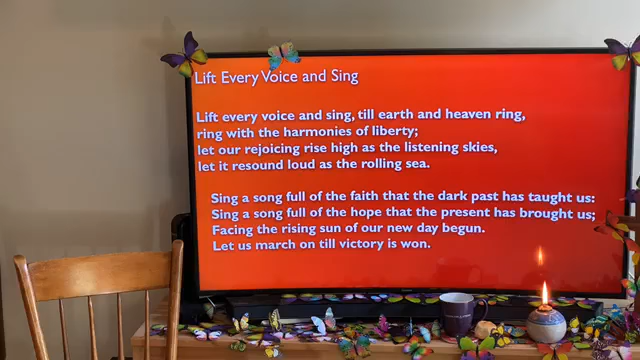 Lift Every Voice and Sing
Lift every voice and sing, till earth and heaven ring,
ring with the harmonies of liberty;
let our rejoicing rise high as the listening skies,
let it resound loud as the rolling sea.
Sing a song full of the faith that the dark past has taught us:
Sing a song full of the hope that the present has brought us;
Facing the rising sun of our new day begun.
Let us march on till victory is won.